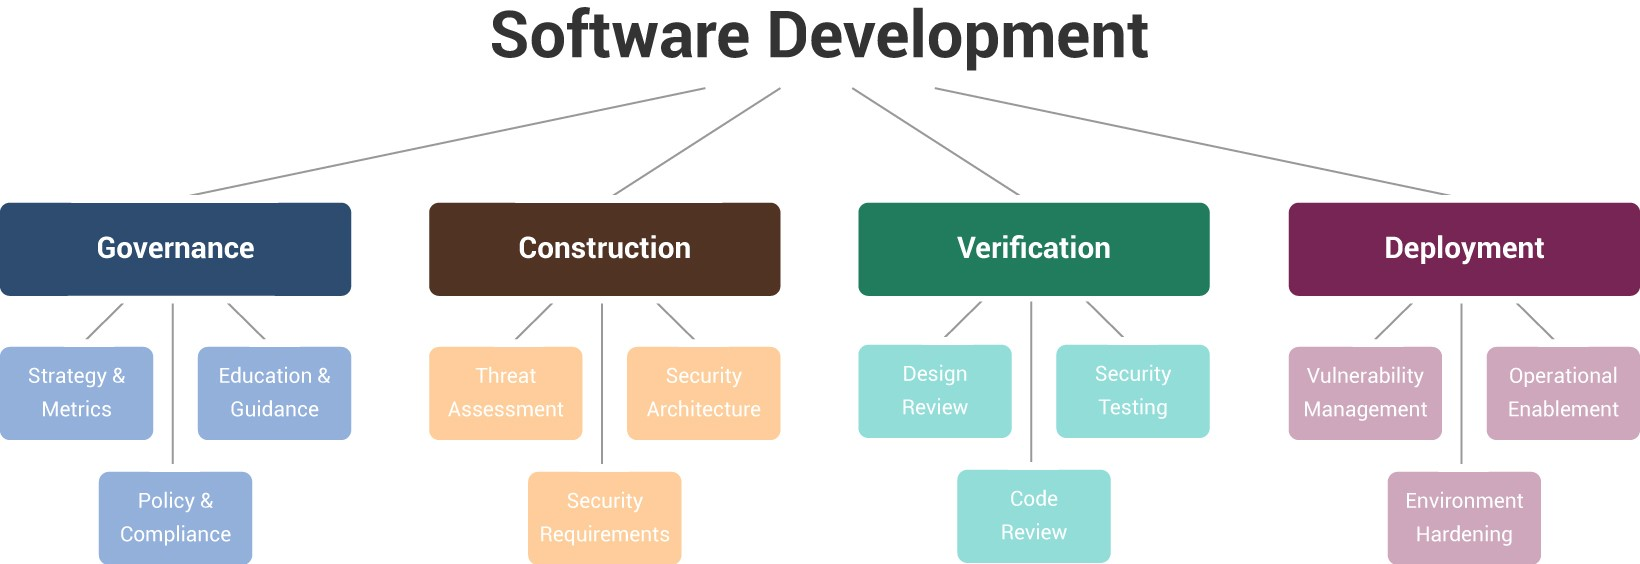 Software Development
Governance
Construction
Verification
Deployment
Strategy &
Metrics
Education &
Guidance
Policy &
Compliance
Threat
Assessment
Security
Architecture
Security
Requirements
Design
Review
Security
Testing
Code
Review
Vulnerability
Management
Operational
Enablement
Environment
Hardening